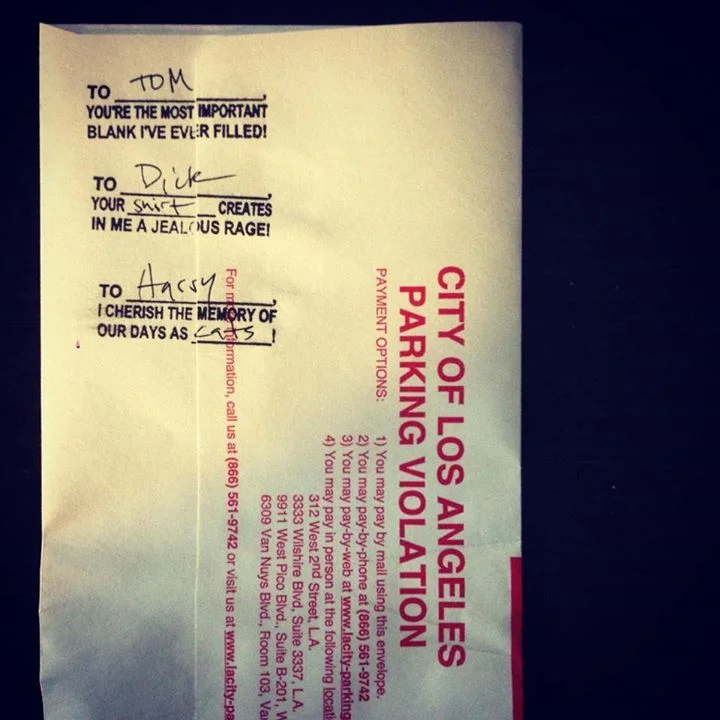 TO TOM,
YOU'RE THE MOST IMPORTANT
BLANK I'VE EVER FILLED!
TO Dick,
YOUR shirt CREATES
IN ME A JEALOUS RAGE!
TO Harry,
I CHERISH THE MEMORY OF
OUR DAYS AS cats!
CITY OF LOS ANGELES
PARKING VIOLATION
PAYMENT OPTIONS:
1) You may pay by mail using this envelope.
2) You may pay-by-phone at (866) 561-9742
3) You may pay-by-web at www.lacity-parking
4) You may pay in person at the following locati
312 West 2nd Street, L.A.
3333 Wilshire Blvd, Suite 3337, L.A.
9911 West Pico Blvd., Suite B-201, W
6309 Van Nuys Blvd., Room 103, Va
For information, call us at (866) 561-9742 or visit us at www.lacity-pa